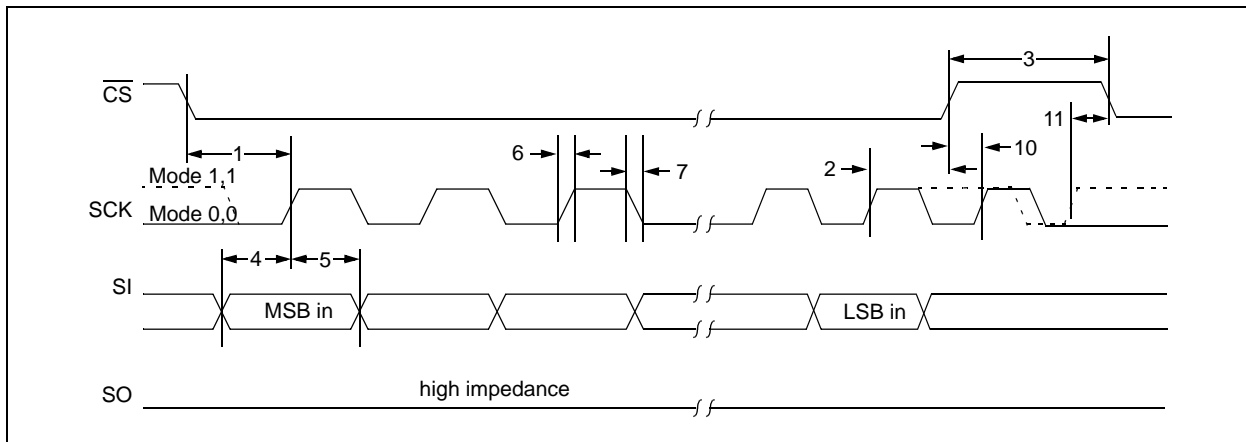 3
CS
11
1
6
7
2
10
Mode 1,1
SCK
Mode 0,0
4
5
SI
MSB in
LSB in
SO
high impedance